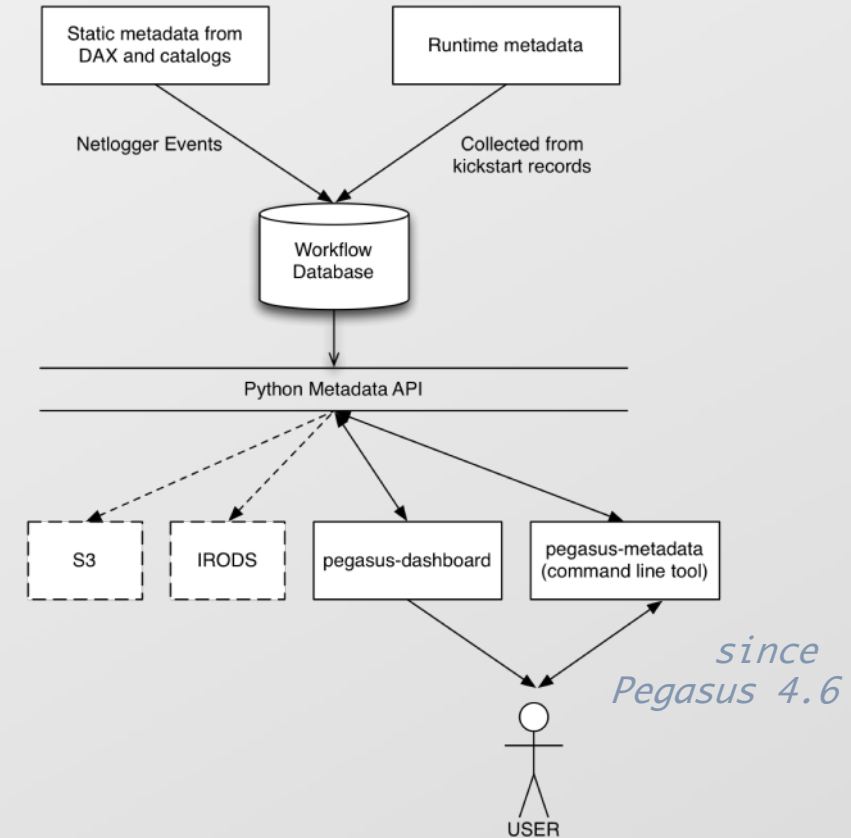 Static metadata from
DAX and catalogs
Runtime metadata
Netlogger Events
Collected from
kickstart records
Workflow
Database
Python Metadata API
S3
IRODS
pegasus-dashboard
pegasus-metadata
(command line tool)
since
Pegasus 4.6
USER